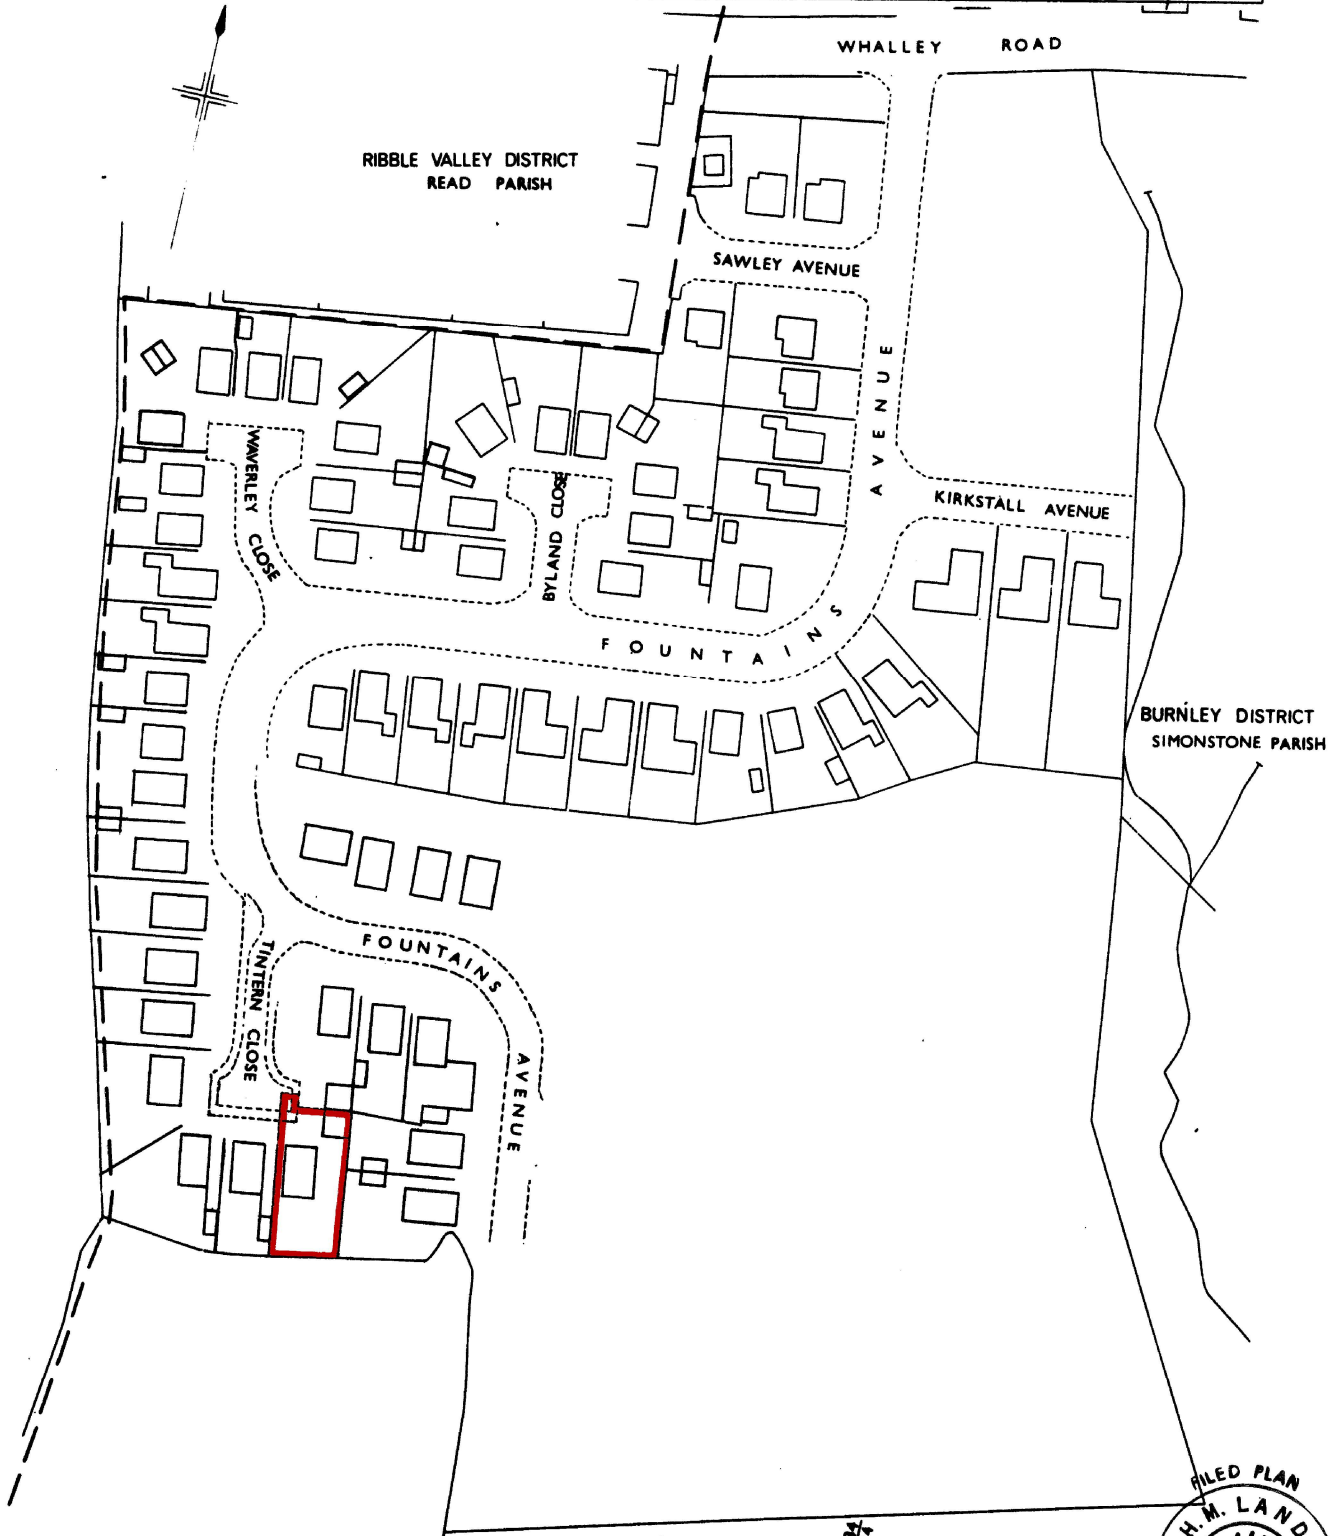 WHALLEY ROAD
RIBBLE VALLEY DISTRICT
READ PARISH
SAWLEY AVENUE
AVENUE
WAVERLEY CLOSE
BYLAND CLOSE
KIRKSTALL AVENUE
FOUNTAINS
BURNLEY DISTRICT
SIMONSTONE PARISH
FOUNTAINS
TINTERN CLOSE
AVENUE
FILED PLAN
H.M. LAND